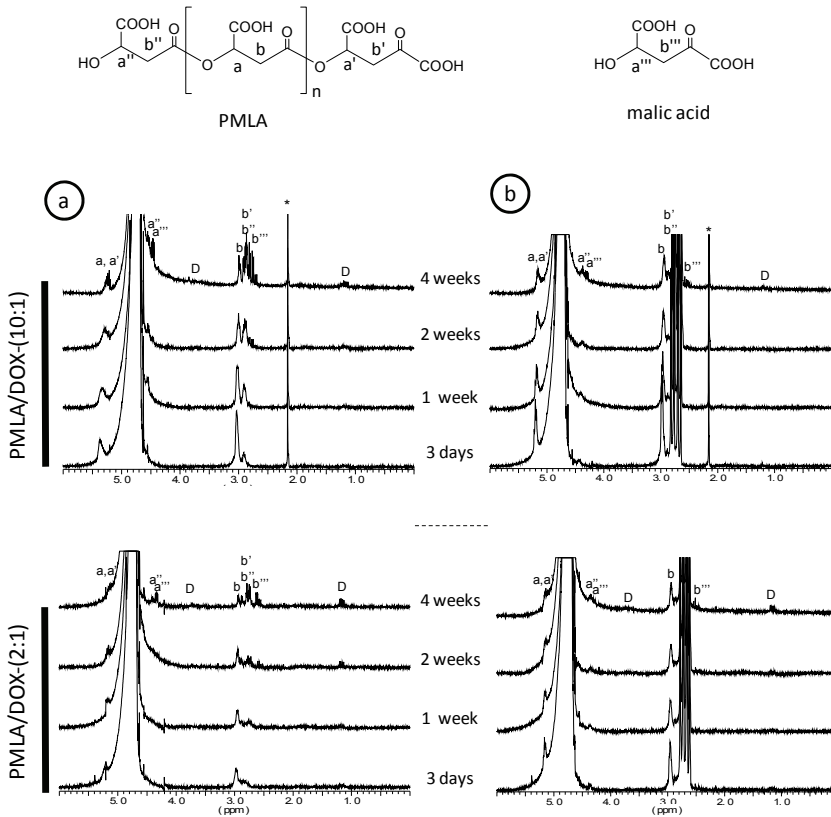 COOH COOH COOH COOH
b'' O b O b' O b''' O
HO a'' O a O a' COOH HO a''' COOH
n
PMLA malic acid
a b
PMLA/DOX-(10:1)
a, a' a'' a''' D b b' b'' b''' * D 4 weeks a,a' a'' a''' b b' b'' b''' * D
2 weeks
1 week
3 days
5.0 4.0 3.0 2.0 1.0 5.0 4.0 3.0 2.0 1.0
PMLA/DOX-(2:1)
a,a' a'' a''' D b b' b'' b''' D 4 weeks a,a' a'' a''' D b b''' D
2 weeks
1 week
3 days
5.0 4.0 3.0 2.0 1.0 5.0 4.0 3.0 2.0 1.0
(ppm) (ppm)